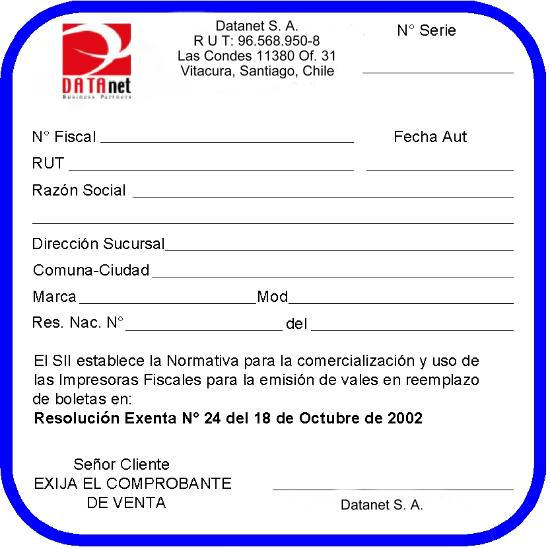 DATAnet
Business Partners
Datanet S. A.
R U T: 96.568.950-8
Las Condes 11380 Of. 31
Vitacura, Santiago, Chile
N° Serie
N° Fiscal
Fecha Aut
RUT
Razón Social
Dirección Sucursal
Comuna-Ciudad
Marca Mod
Res. Nac. N° del
El SII establece la Normativa para la comercialización y uso de
las Impresoras Fiscales para la emisión de vales en reemplazo
de boletas en:
Resolución Exenta N° 24 del 18 de Octubre de 2002
Señor Cliente
EXIJA EL COMPROBANTE
DE VENTA
Datanet S. A.